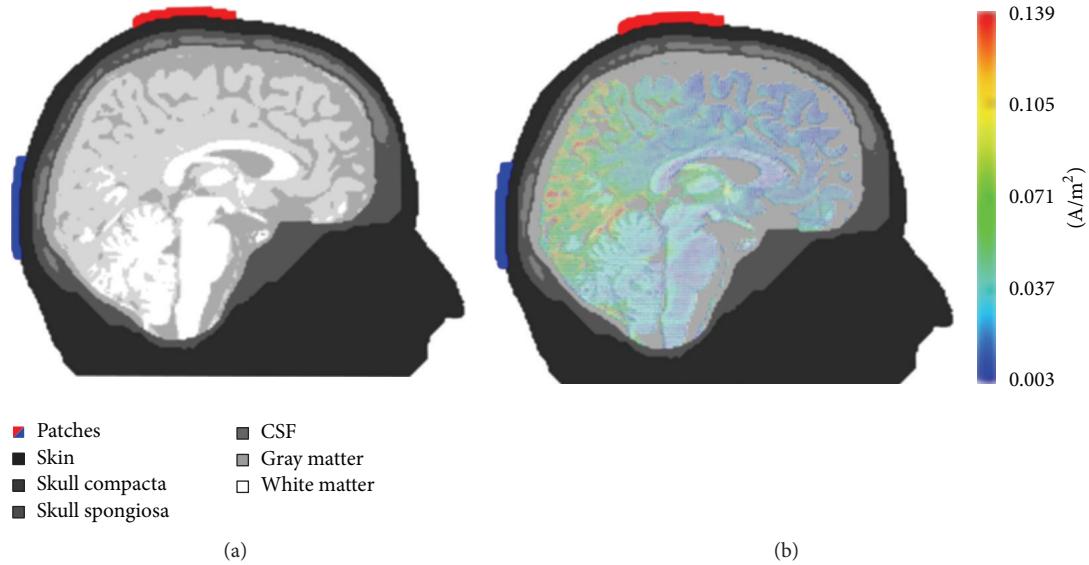 0.139
0.105
0.071
0.037
0.003
(A/m²)
Patches
Skin
Skull compacta
Skull spongiosa
CSF
Gray matter
White matter
(a)
(b)